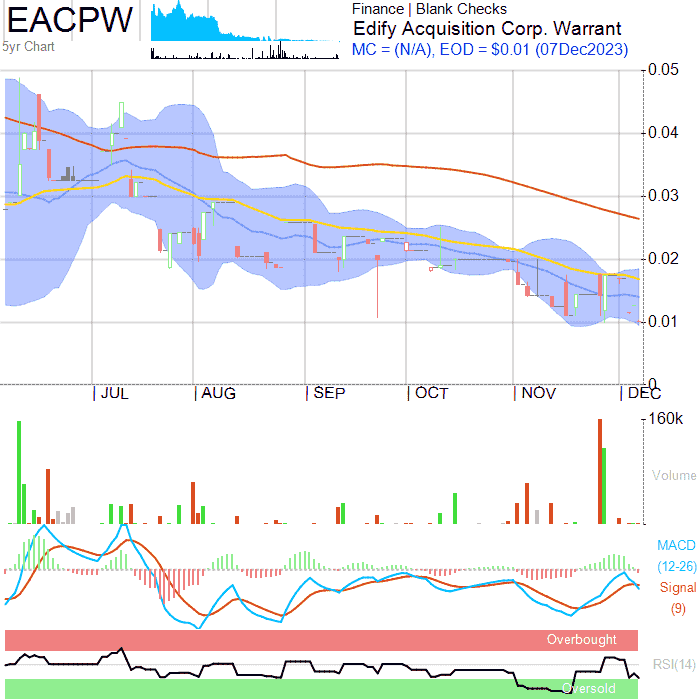 EACPW
5yr Chart
Finance | Blank Checks
Edify Acquisition Corp. Warrant
MC = (N/A), EOD = $0.01 (07Dec2023)
0.05
0.04
0.03
0.02
0.01
0
JUL AUG SEP OCT NOV DEC
160k
Volume
MACD
(12-26)
Signal
(9)
Overbought
RSI(14)
Oversold